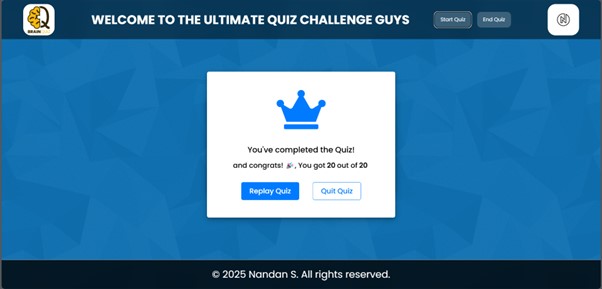 BRAIN
WELCOME TO THE ULTIMATE QUIZ CHALLENGE GUYS
Start Quiz
End Quiz
You've completed the Quiz!
and congrats! 🎉, You got 20 out of 20
Replay Quiz
Quit Quiz
© 2025 Nandan S. All rights reserved.